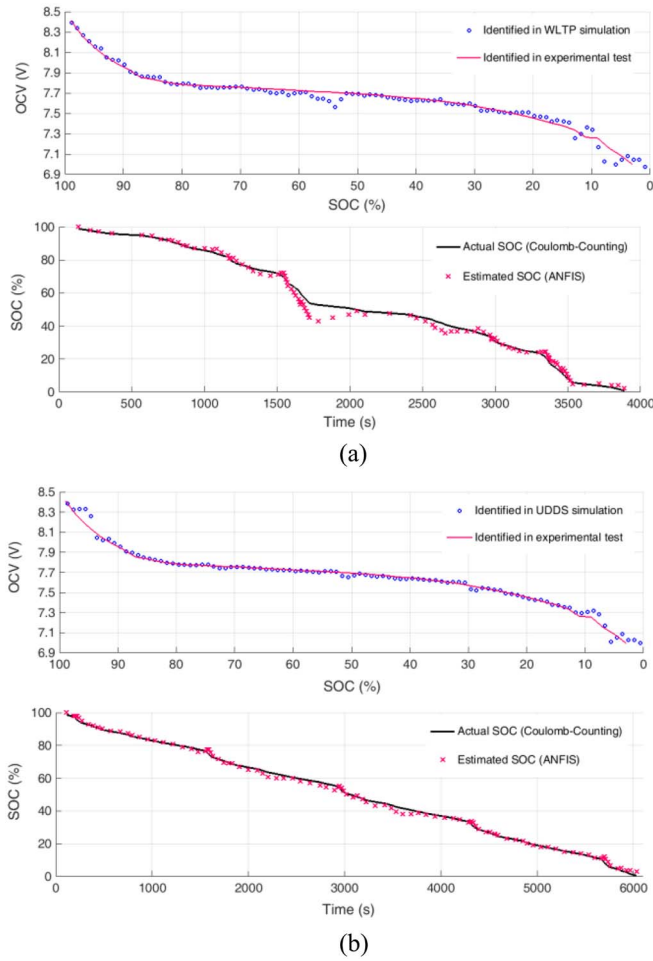 8.5
8.3
8.1
7.9
7.7
7.5
7.3
7.1
6.9
OCV (V)
Identified in WLTP simulation
Identified in experimental test
100 90 80 70 60 50 40 30 20 10 0
SOC (%)
100
80
60
40
20
0
SOC (%)
Actual SOC (Coulomb-Counting)
Estimated SOC (ANFIS)
0 500 1000 1500 2000 2500 3000 3500 4000
Time (s)
(a)
8.5
8.3
8.1
7.9
7.7
7.5
7.3
7.1
6.9
OCV (V)
Identified in UDDS simulation
Identified in experimental test
100 90 80 70 60 50 40 30 20 10 0
SOC (%)
100
80
60
40
20
0
SOC (%)
Actual SOC (Coulomb-Counting)
Estimated SOC (ANFIS)
0 1000 2000 3000 4000 5000 6000
Time (s)
(b)